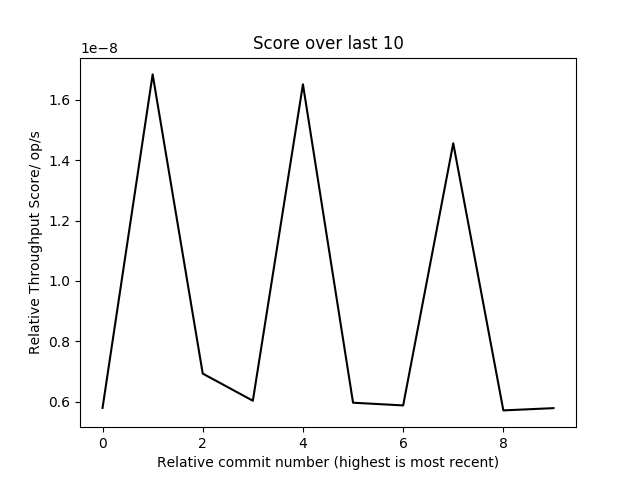 Score over last 10
1e−8
1.6
1.4
1.2
1.0
0.8
0.6
Relative Throughput Score/ op/s
0 2 4 6 8
Relative commit number (highest is most recent)